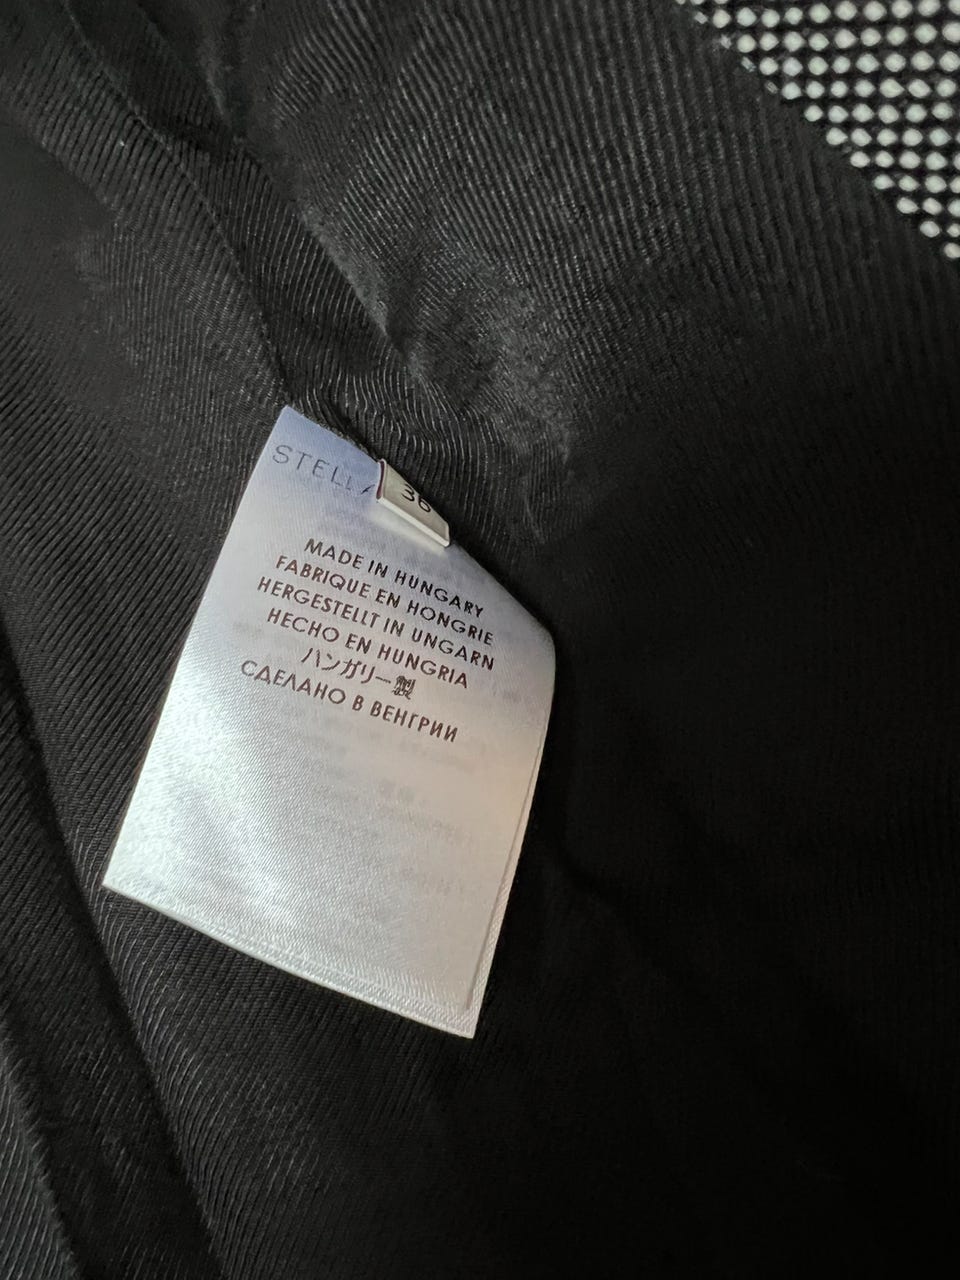 STELLA
36
MADE IN HUNGARY
FABRIQUE EN HONGRIE
HERGESTELLT IN UNGARN
HECHO EN HUNGRIA
ハンガリー製
СДЕЛАНО В ВЕНГРИИ